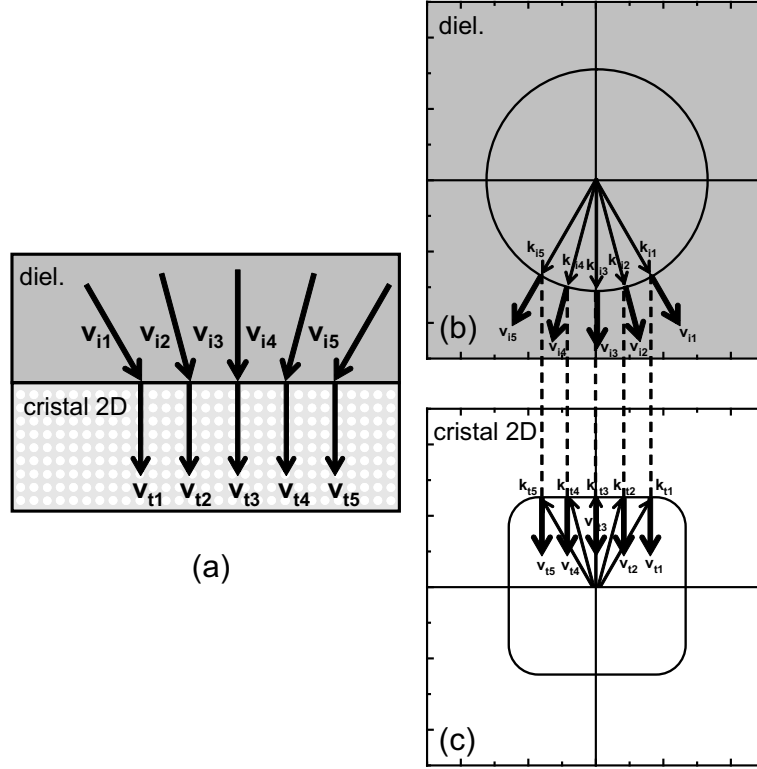 diel.
v_i1 v_i2 v_i3 v_i4 v_i5
cristal 2D
v_t1 v_t2 v_t3 v_t4 v_t5
(a)
diel.
k_i5 k_i4 k_i3 k_i2 k_i1
v_i5 v_i4 v_i3 v_i2 v_i1
(b)
cristal 2D
k_t5 k_t4 k_t3 k_t2 k_t1
v_t3
v_t5 v_t4 v_t2 v_t1
(c)